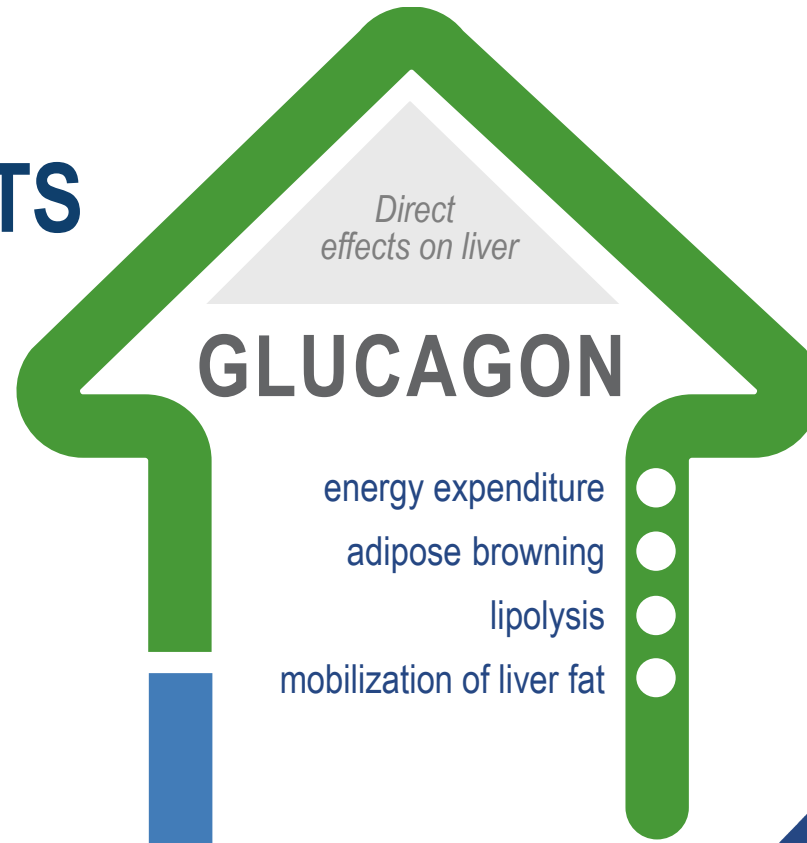 TS
Direct
effects on liver
GLUCAGON
energy expenditure
adipose browning
lipolysis
mobilization of liver fat